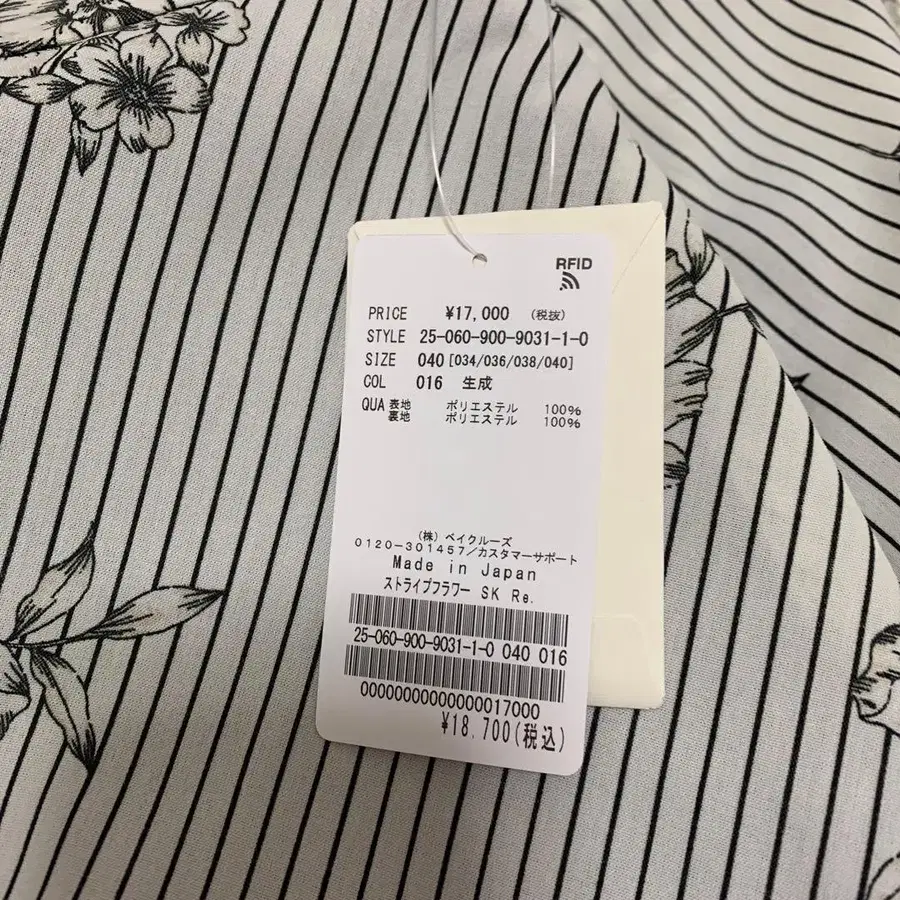 RFID
PRICE ¥17,000 (税抜)
STYLE 25-060-900-9031-1-0
SIZE 040 [034/036/038/040]
COL 016 生成
QUA 表地 ポリエステル 100%
裏地 ポリエステル 100%
(株) ベイクルーズ
0120-301457/カスタマーサポート
Made in Japan
ストライプフラワー SK Re.
25-060-900-9031-1-0 040 016
00000000000000017000
¥18,700(税込)